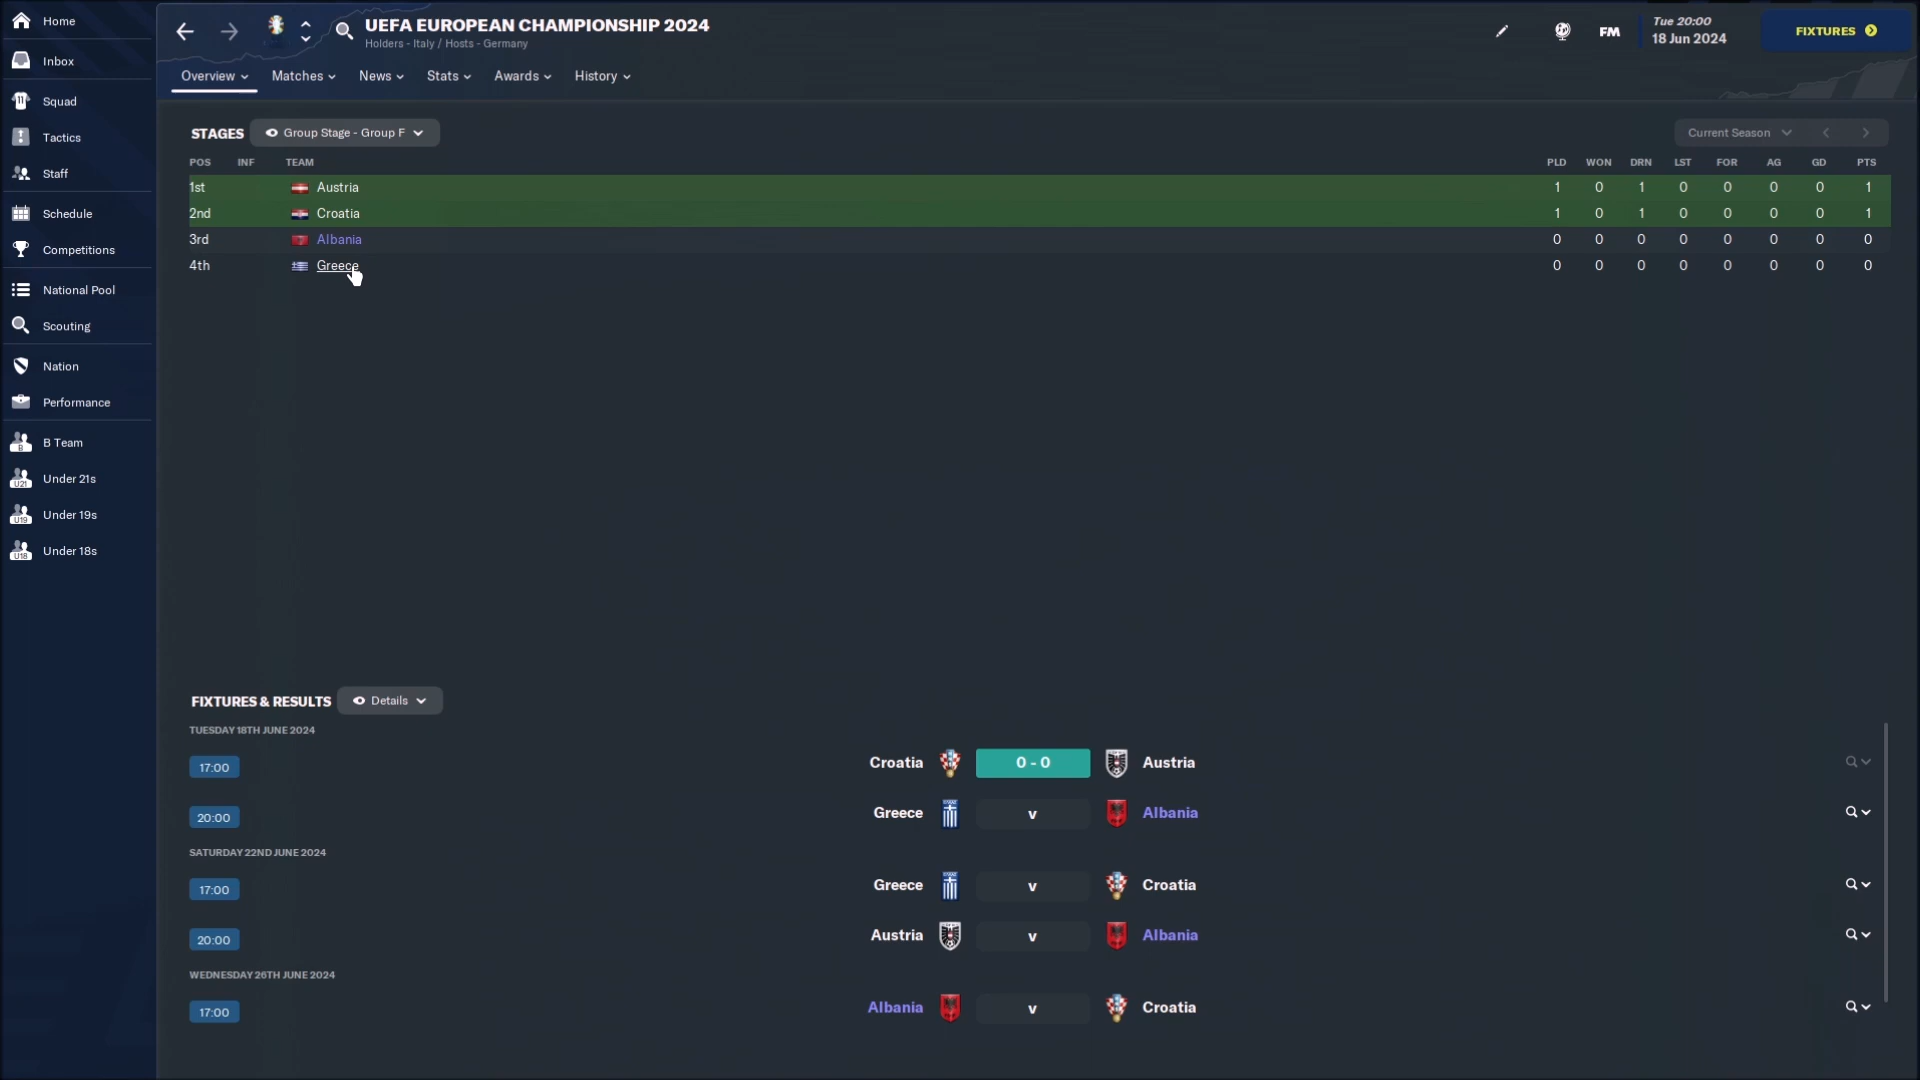 Home
Inbox
Squad
Tactics
Staff
Schedule
Competitions
National Pool
Scouting
Nation
Performance
B Team
Under 21s
Under 19s
Under 18s
UEFA EUROPEAN CHAMPIONSHIP 2024
Holders - Italy / Hosts - Germany
FM
Tue 20:00
18 Jun 2024
FIXTURES
Overview Matches News Stats Awards History
STAGES Group Stage - Group F Current Season
POS INF TEAM PLD WON DRN LST FOR AG GD PTS
1st Austria 1 0 1 0 0 0 0 1
2nd Croatia 1 0 1 0 0 0 0 1
3rd Albania 0 0 0 0 0 0 0 0
4th Greece 0 0 0 0 0 0 0 0
FIXTURES & RESULTS Details
TUESDAY 18TH JUNE 2024
17:00 Croatia 0 - 0 Austria
20:00 Greece v Albania
SATURDAY 22ND JUNE 2024
17:00 Greece v Croatia
20:00 Austria v Albania
WEDNESDAY 26TH JUNE 2024
17:00 Albania v Croatia